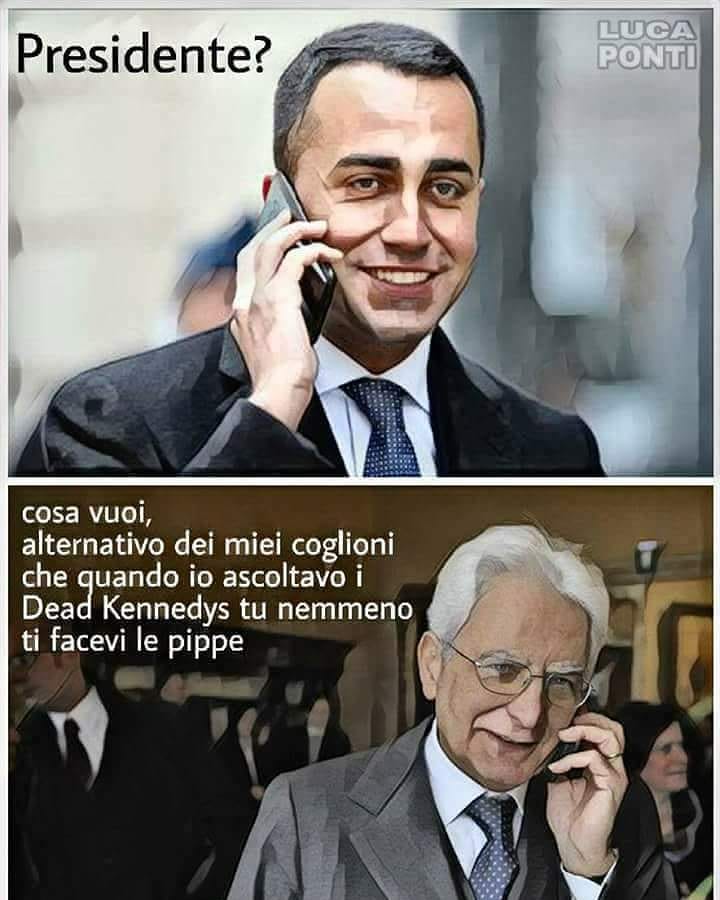 Presidente?
LUCA
PONTI
cosa vuoi,
alternativo dei miei coglioni
che quando io ascoltavo i
Dead Kennedys tu nemmeno
ti facevi le pippe